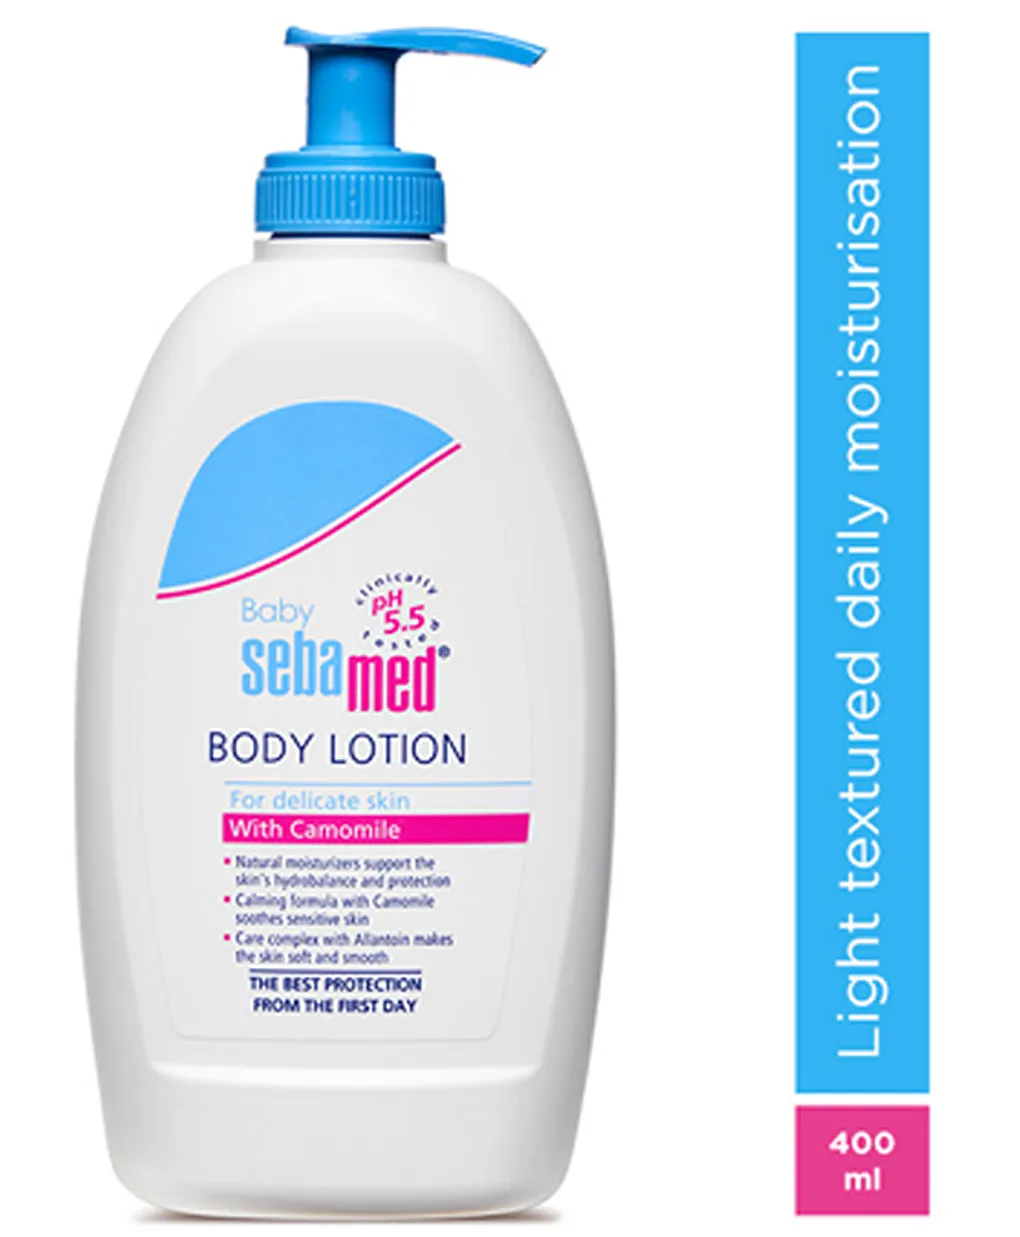 Baby
clinically
pH
5.5
tested
sebamed®
BODY LOTION
For delicate skin
With Camomile
▪ Natural moisturizers support the
skin's hydrobalance and protection
▪ Calming formula with Camomile
soothes sensitive skin
▪ Care complex with Allantoin makes
the skin soft and smooth
THE BEST PROTECTION
FROM THE FIRST DAY
Light textured daily moisturisation
400
ml